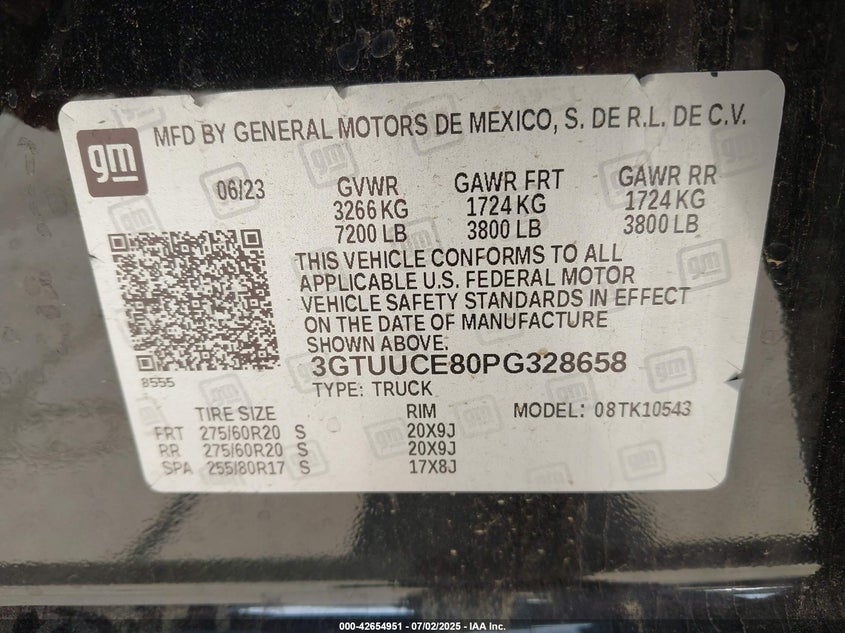 gm
MFD BY GENERAL MOTORS DE MEXICO, S. DE R.L. DE C.V.
06/23 GVWR GAWR FRT GAWR RR
3266 KG 1724 KG 1724 KG
7200 LB 3800 LB 3800 LB
THIS VEHICLE CONFORMS TO ALL
APPLICABLE U.S. FEDERAL MOTOR
VEHICLE SAFETY STANDARDS IN EFFECT
ON THE DATE OF MANUFACTURE
SHOWN ABOVE.
3GTUUCE80PG328658
8555
TYPE: TRUCK
TIRE SIZE RIM MODEL: 08TK10543
FRT 275/60R20 S 20X9J
RR 275/60R20 S 20X9J
SPA 255/80R17 S 17X8J
000-42654951 - 07/02/2025 - IAA Inc.